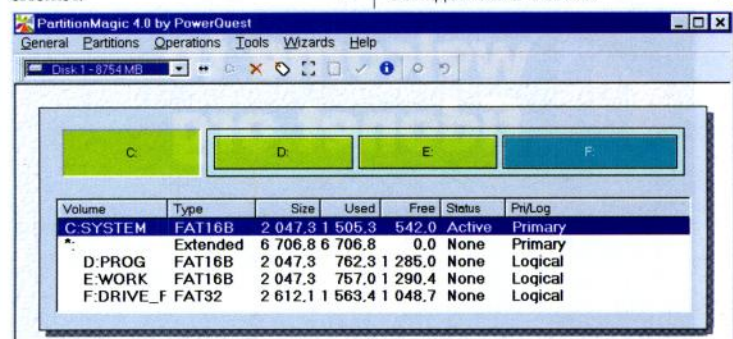 PartitionMagic 4.0 by PowerQuest
General Partitions Operations Tools Wizards Help
Disk 1 - 8754 MB
C: D: E: F:
Volume Type Size Used Free Status Pri/Log
C:SYSTEM FAT16B 2 047,3 1 505,3 542,0 Active Primary
*: Extended 6 706,8 6 706,8 0,0 None Primary
D:PROG FAT16B 2 047,3 762,3 1 285,0 None Logical
E:WORK FAT16B 2 047,3 757,0 1 290,4 None Logical
F:DRIVE_F FAT32 2 612,1 1 563,4 1 048,7 None Logical